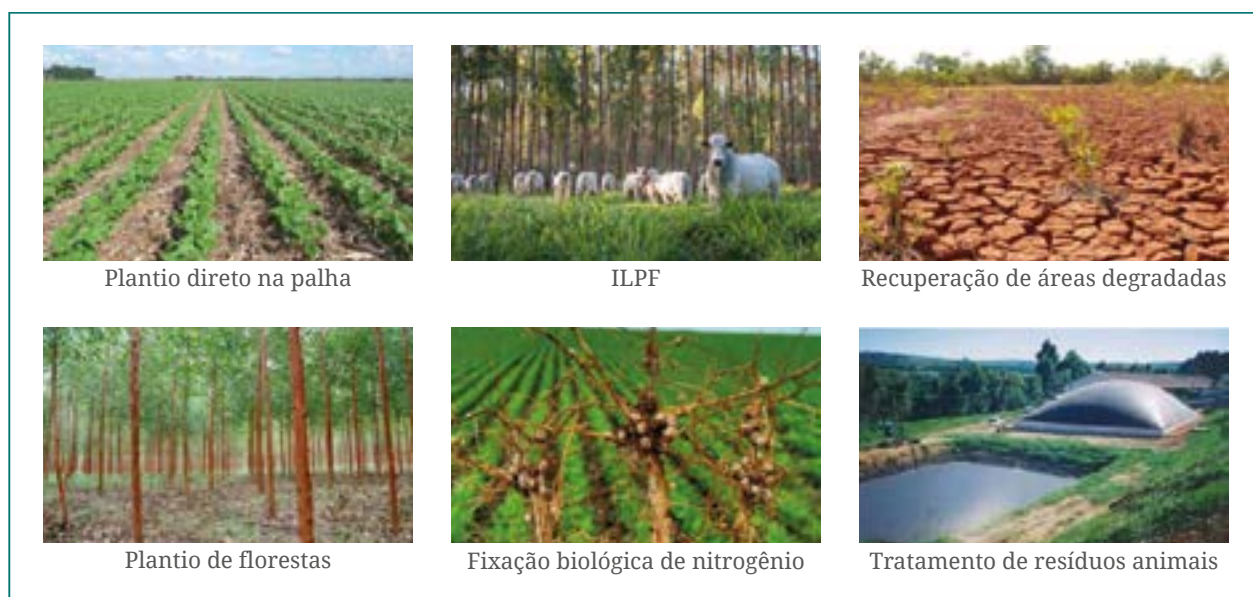 Plantio direto na palha
ILPF
Recuperação de áreas degradadas
Plantio de florestas
Fixação biológica de nitrogênio
Tratamento de resíduos animais